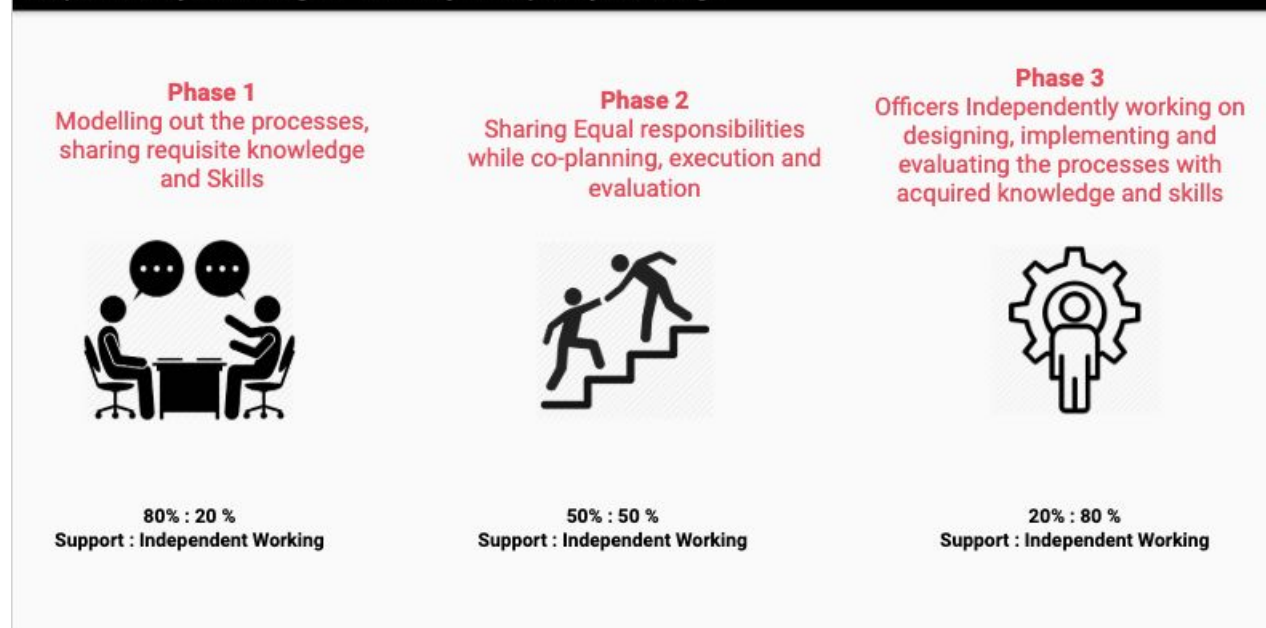 Phase 1
Modelling out the processes,
sharing requisite knowledge
and Skills
80% : 20 %
Support : Independent Working
Phase 2
Sharing Equal responsibilities
while co-planning, execution and
evaluation
50% : 50 %
Support : Independent Working
Phase 3
Officers Independently working on
designing, implementing and
evaluating the processes with
acquired knowledge and skills
20% : 80 %
Support : Independent Working